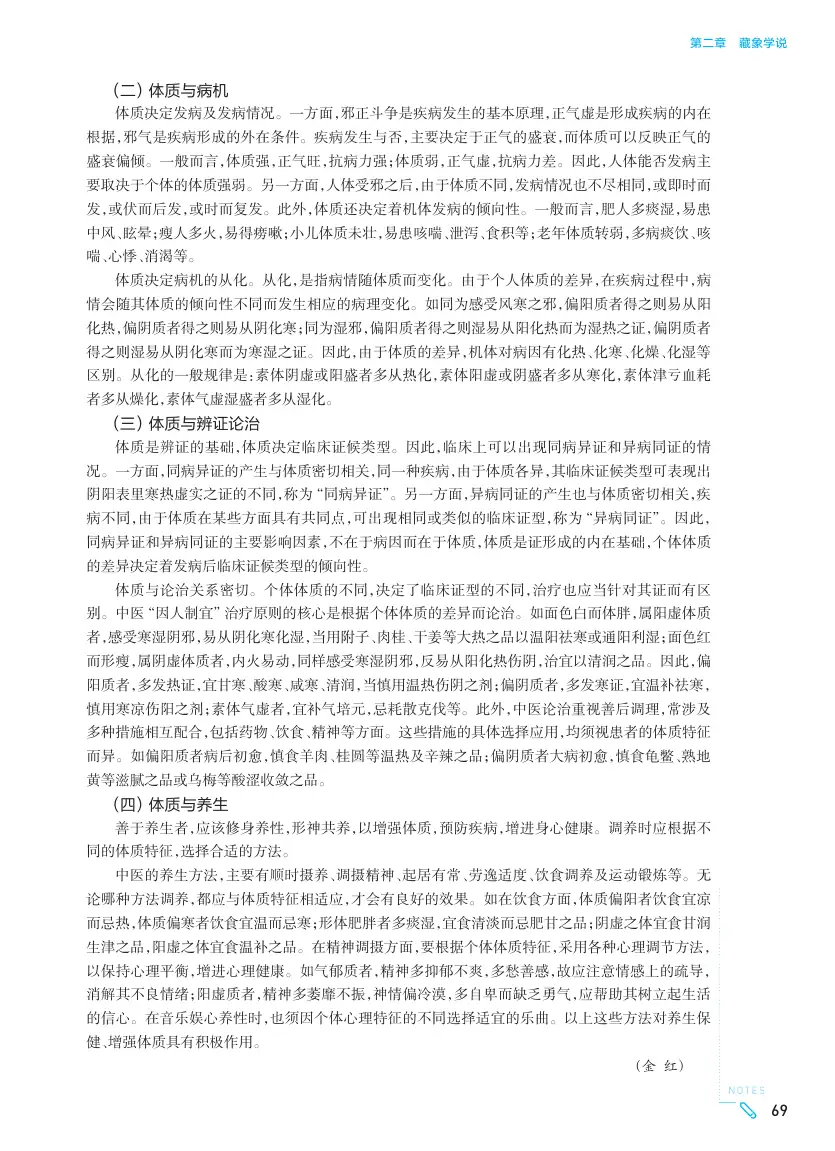 第二章 藏象学说
（二）体质与病机
体质决定发病及发病情况。一方面,邪正斗争是疾病发生的基本原理,正气虚是形成疾病的内在
根据,邪气是疾病形成的外在条件。疾病发生与否,主要决定于正气的盛衰,而体质可以反映正气的
盛衰偏倾。一般而言,体质强,正气旺,抗病力强;体质弱,正气虚,抗病力差。因此,人体能否发病主
要取决于个体的体质强弱。另一方面,人体受邪之后,由于体质不同,发病情况也不尽相同,或即时而
发,或伏而后发,或时而复发。此外,体质还决定着机体发病的倾向性。一般而言,肥人多痰湿,易患
中风、眩晕;瘦人多火,易得痨嗽;小儿体质未壮,易患咳喘、泄泻、食积等;老年体质转弱,多病痰饮、咳
喘、心悸、消渴等。
体质决定病机的从化。从化,是指病情随体质而变化。由于个人体质的差异,在疾病过程中,病
情会随其体质的倾向性不同而发生相应的病理变化。如同为感受风寒之邪,偏阳质者得之则易从阳
化热,偏阴质者得之则易从阴化寒;同为湿邪,偏阳质者得之则湿易从阳化热而为湿热之证,偏阴质者
得之则湿易从阴化寒而为寒湿之证。因此,由于体质的差异,机体对病因有化热、化寒、化燥、化湿等
区别。从化的一般规律是:素体阴虚或阳盛者多从热化,素体阳虚或阴盛者多从寒化,素体津亏血耗
者多从燥化,素体气虚湿盛者多从湿化。
（三）体质与辨证论治
体质是辨证的基础,体质决定临床证候类型。因此,临床上可以出现同病异证和异病同证的情
况。一方面,同病异证的产生与体质密切相关,同一种疾病,由于体质各异,其临床证候类型可表现出
阴阳表里寒热虚实之证的不同,称为“同病异证”。另一方面,异病同证的产生也与体质密切相关,疾
病不同,由于体质在某些方面具有共同点,可出现相同或类似的临床证型,称为“异病同证”。因此,
同病异证和异病同证的主要影响因素,不在于病因而在于体质,体质是证形成的内在基础,个体体质
的差异决定着发病后临床证候类型的倾向性。
体质与论治关系密切。个体体质的不同,决定了临床证型的不同,治疗也应当针对其证而有区
别。中医“因人制宜”治疗原则的核心是根据个体体质的差异而论治。如面色白而体胖,属阳虚体质
者,感受寒湿阴邪,易从阴化寒化湿,当用附子、肉桂、干姜等大热之品以温阳祛寒或通阳利湿;面色红
而形瘦,属阴虚体质者,内火易动,同样感受寒湿阴邪,反易从阳化热伤阴,治宜以清润之品。因此,偏
阳质者,多发热证,宜甘寒、酸寒、咸寒、清润,当慎用温热伤阴之剂;偏阴质者,多发寒证,宜温补祛寒,
慎用寒凉伤阳之剂;素体气虚者,宜补气培元,忌耗散克伐等。此外,中医论治重视善后调理,常涉及
多种措施相互配合,包括药物、饮食、精神等方面。这些措施的具体选择应用,均须视患者的体质特征
而异。如偏阳质者病后初愈,慎食羊肉、桂圆等温热及辛辣之品;偏阴质者大病初愈,慎食龟鳖、熟地
黄等滋腻之品或乌梅等酸涩收敛之品。
（四）体质与养生
善于养生者,应该修身养性,形神共养,以增强体质,预防疾病,增进身心健康。调养时应根据不
同的体质特征,选择合适的方法。
中医的养生方法,主要有顺时摄养、调摄精神、起居有常、劳逸适度、饮食调养及运动锻炼等。无
论哪种方法调养,都应与体质特征相适应,才会有良好的效果。如在饮食方面,体质偏阳者饮食宜凉
而忌热,体质偏寒者饮食宜温而忌寒;形体肥胖者多痰湿,宜食清淡而忌肥甘之品;阴虚之体宜食甘润
生津之品,阳虚之体宜食温补之品。在精神调摄方面,要根据个体体质特征,采用各种心理调节方法,
以保持心理平衡,增进心理健康。如气郁质者,精神多抑郁不爽,多愁善感,故应注意情感上的疏导,
消解其不良情绪;阳虚质者,精神多萎靡不振,神情偏冷漠,多自卑而缺乏勇气,应帮助其树立起生活
的信心。在音乐娱心养性时,也须因个体心理特征的不同选择适宜的乐曲。以上这些方法对养生保
健、增强体质具有积极作用。
（金 红）
NOTES
69